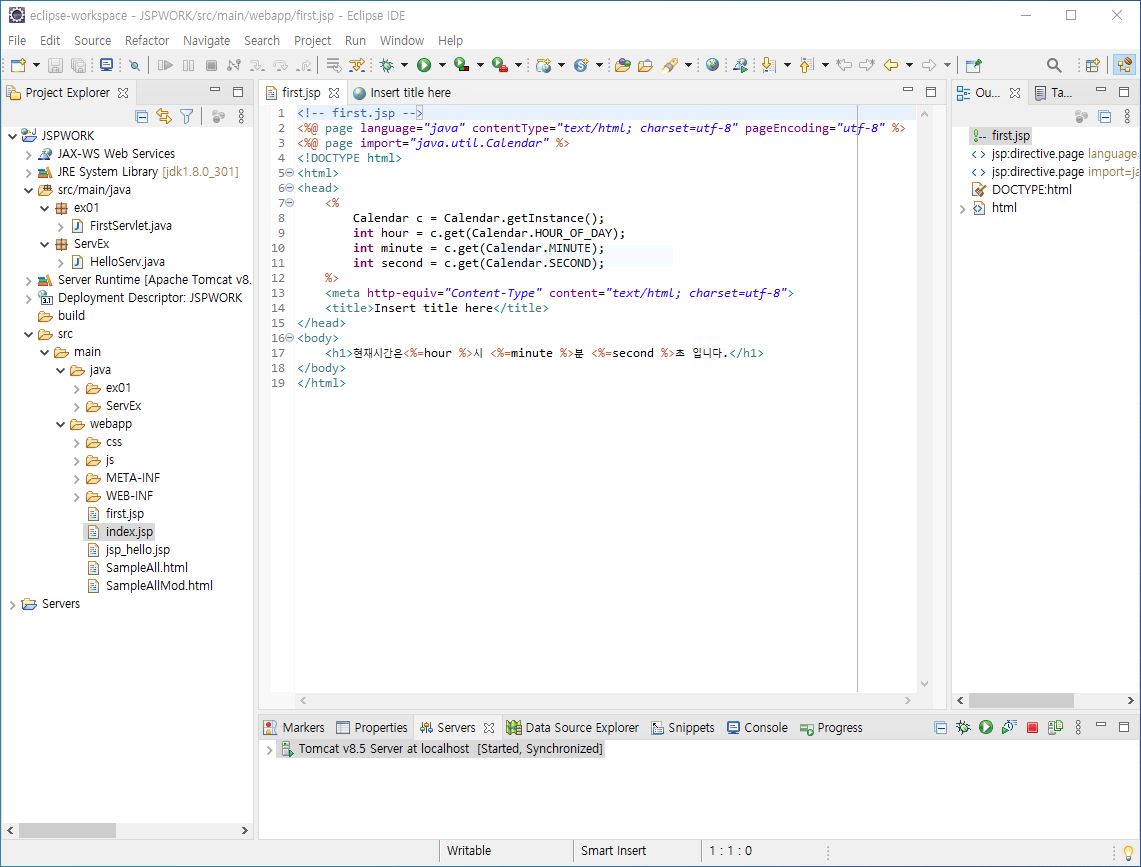 eclipse-workspace - JSPWORK/src/main/webapp/first.jsp - Eclipse IDE
File Edit Source Refactor Navigate Search Project Run Window Help
Project Explorer
JSPWORK
JAX-WS Web Services
JRE System Library [jdk1.8.0_301]
src/main/java
ex01
FirstServlet.java
ServEx
HelloServ.java
Server Runtime [Apache Tomcat v8.
Deployment Descriptor: JSPWORK
build
src
main
java
ex01
ServEx
webapp
css
js
META-INF
WEB-INF
first.jsp
index.jsp
jsp_hello.jsp
SampleAll.html
SampleAllMod.html
Servers
first.jsp Insert title here
1 <!-- first.jsp -->
2 <%@ page language="java" contentType="text/html; charset=utf-8" pageEncoding="utf-8" %>
3 <%@ page import="java.util.Calendar" %>
4 <!DOCTYPE html>
5 <html>
6 <head>
7 <%
8 Calendar c = Calendar.getInstance();
9 int hour = c.get(Calendar.HOUR_OF_DAY);
10 int minute = c.get(Calendar.MINUTE);
11 int second = c.get(Calendar.SECOND);
12 %>
13 <meta http-equiv="Content-Type" content="text/html; charset=utf-8">
14 <title>Insert title here</title>
15 </head>
16 <body>
17 <h1>현재시간은<%=hour %>시 <%=minute %>분 <%=second %>초 입니다.</h1>
18 </body>
19 </html>
Ou... Ta...
first.jsp
jsp:directive.page language=
jsp:directive.page import=ja
DOCTYPE:html
html
Markers Properties Servers Data Source Explorer Snippets Console Progress
Tomcat v8.5 Server at localhost [Started, Synchronized]
Writable Smart Insert 1 : 1 : 0